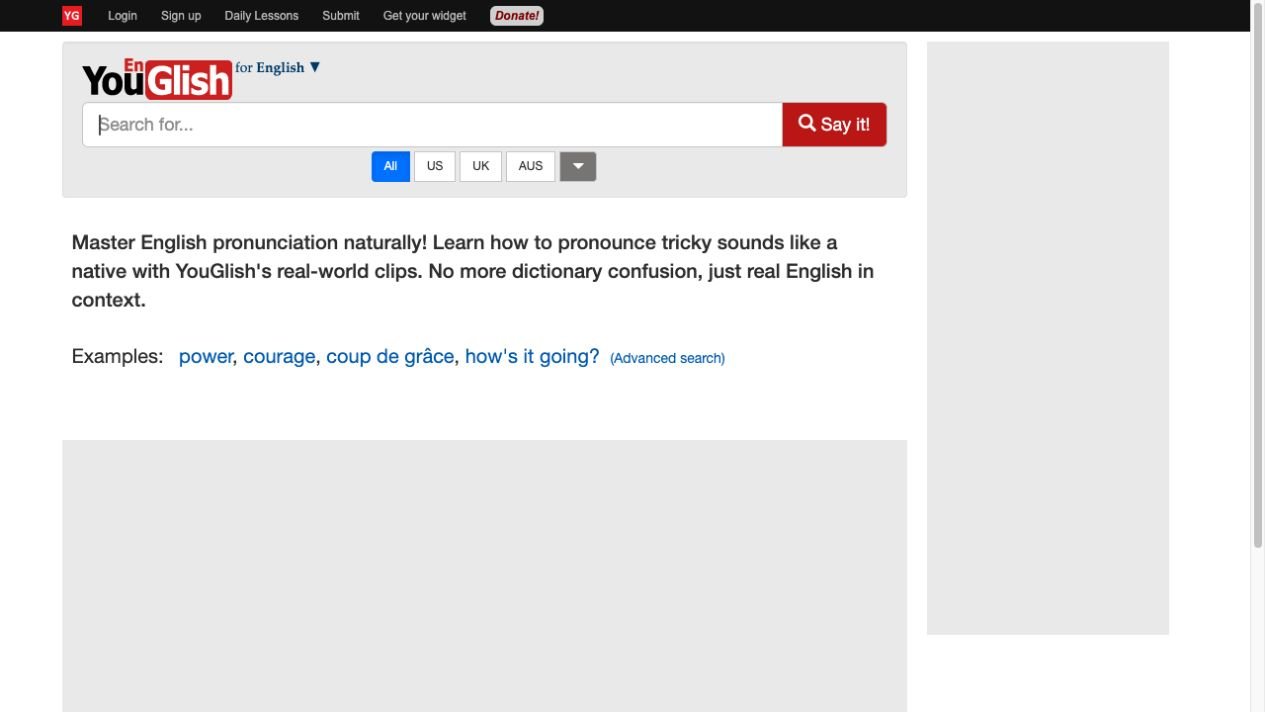 YG Login Sign up Daily Lessons Submit Get your widget Donate!
YouGlish En for English ▼
Search for... Say it!
All US UK AUS
Master English pronunciation naturally! Learn how to pronounce tricky sounds like a
native with YouGlish's real-world clips. No more dictionary confusion, just real English in
context.
Examples: power, courage, coup de grâce, how's it going? (Advanced search)